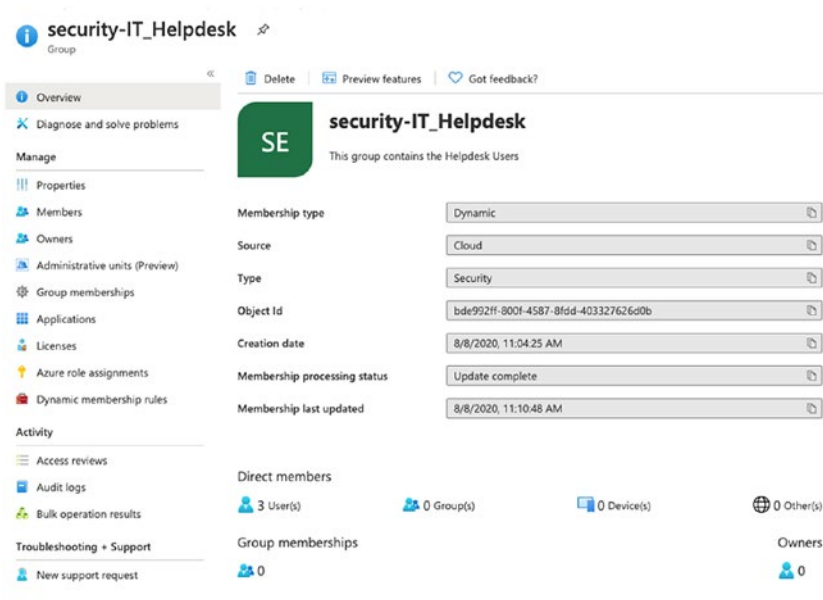 security-IT_Helpdesk
Group
«
Delete
Preview features
Got feedback?
Overview
Diagnose and solve problems
Manage
Properties
Members
Owners
Administrative units (Preview)
Group memberships
Applications
Licenses
Azure role assignments
Dynamic membership rules
Activity
Access reviews
Audit logs
Bulk operation results
Troubleshooting + Support
New support request
SE
security-IT_Helpdesk
This group contains the Helpdesk Users
Membership type Dynamic
Source Cloud
Type Security
Object Id bde992ff-800f-4587-8fdd-403327626d0b
Creation date 8/8/2020, 11:04:25 AM
Membership processing status Update complete
Membership last updated 8/8/2020, 11:10:48 AM
Direct members
3 User(s) 0 Group(s) 0 Device(s) 0 Other(s)
Group memberships Owners
0 0